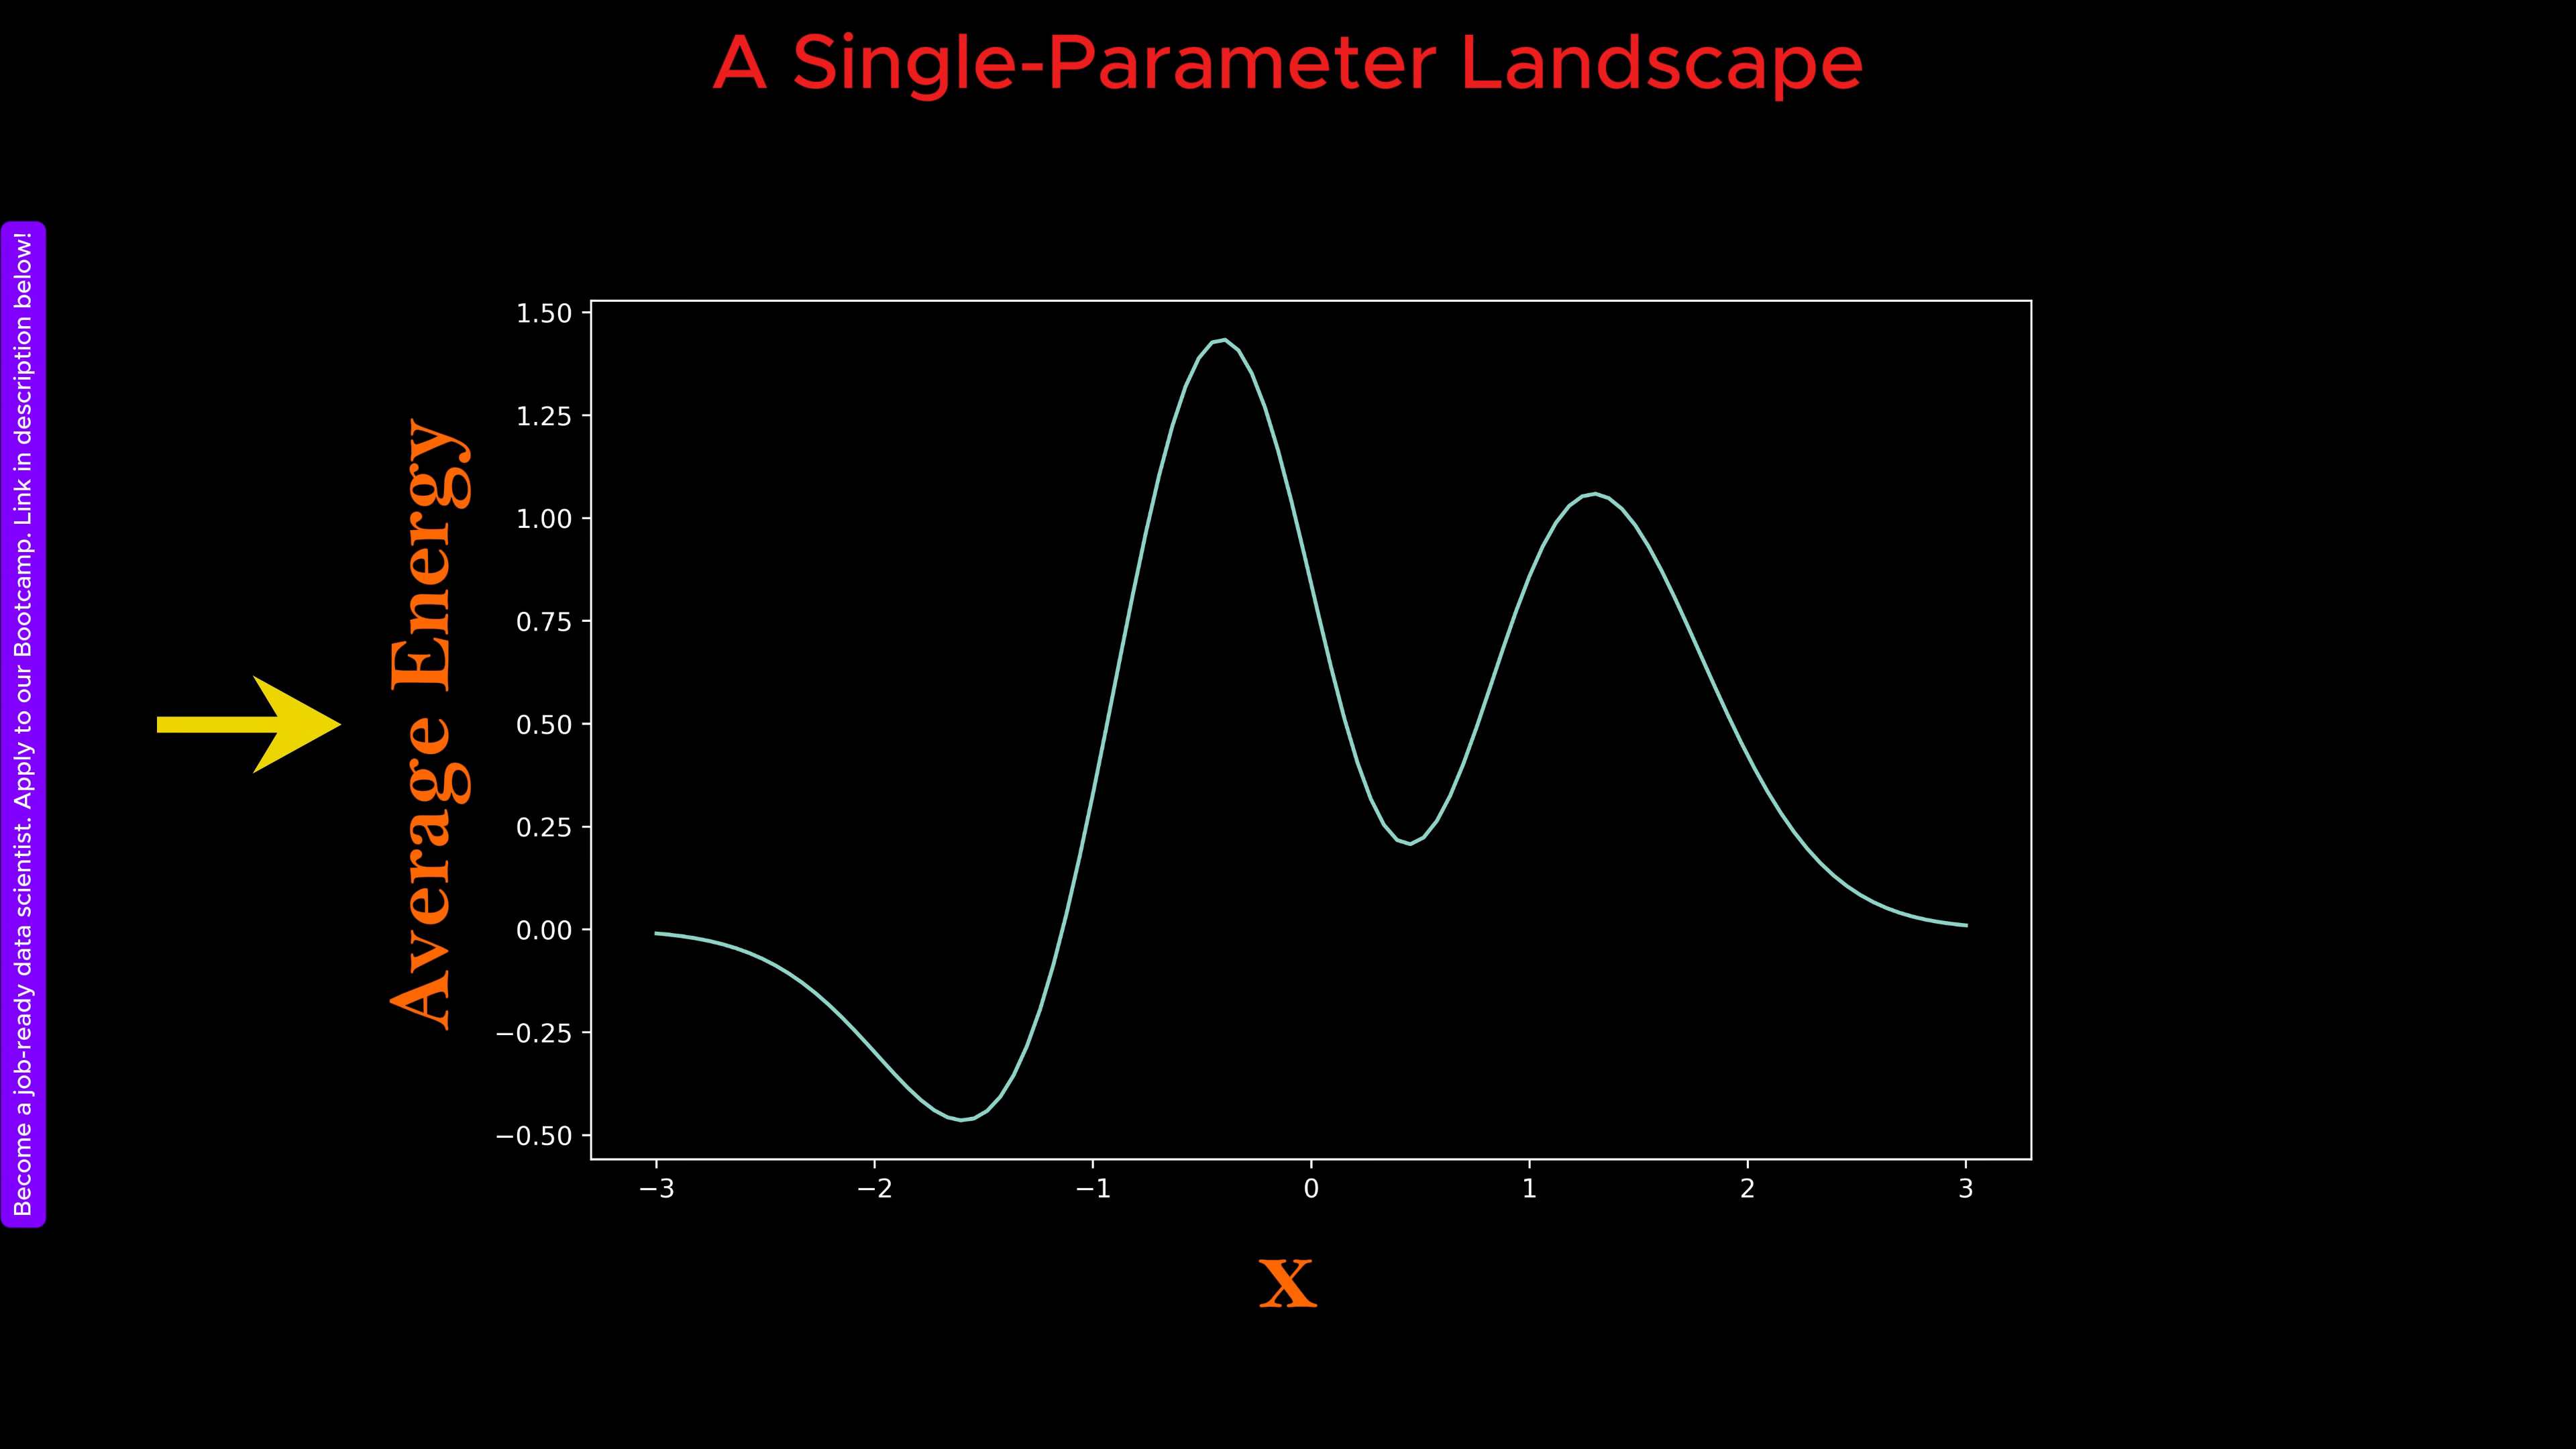 A Single-Parameter Landscape
Become a job-ready data scientist. Apply to our Bootcamp. Link in description below!
Average Energy
1.50
1.25
1.00
0.75
0.50
0.25
0.00
−0.25
−0.50
−3 −2 −1 0 1 2 3
X